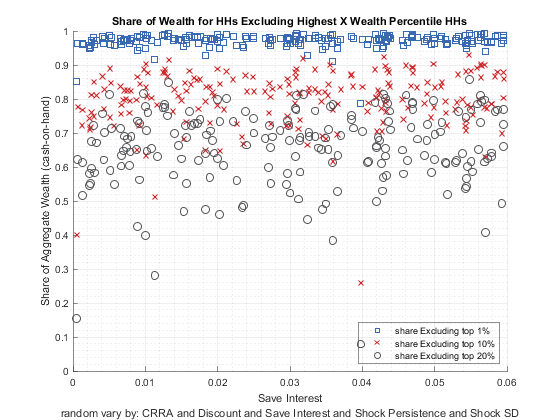 Share of Wealth for HHs Excluding Highest X Wealth Percentile HHs
1
0.9
0.8
0.7
0.6
0.5
0.4
0.3
0.2
0.1
0
Share of Aggregate Wealth (cash-on-hand)
share Excluding top 1%
share Excluding top 10%
share Excluding top 20%
0 0.01 0.02 0.03 0.04 0.05 0.06
Save Interest
random vary by: CRRA and Discount and Save Interest and Shock Persistence and Shock SD